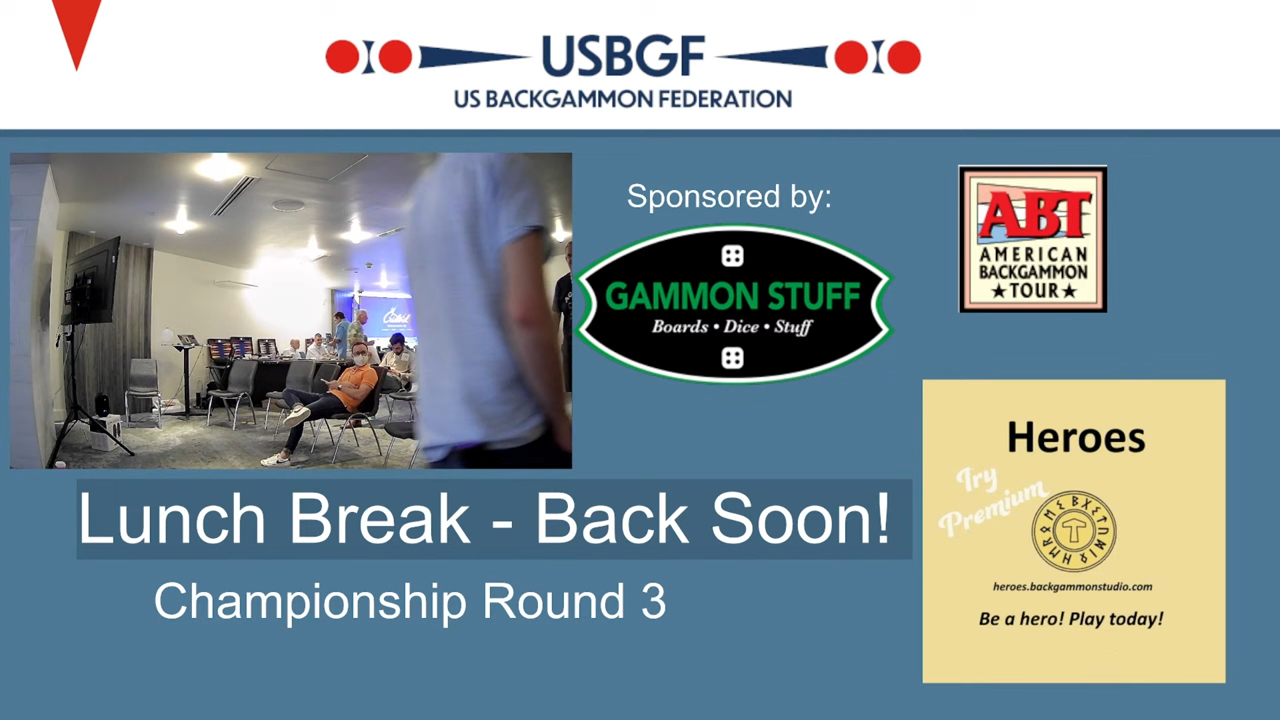 USBGF
US BACKGAMMON FEDERATION
Sponsored by:
GAMMON STUFF
Boards • Dice • Stuff
ABT
AMERICAN
BACKGAMMON
★TOUR★
Lunch Break - Back Soon!
Championship Round 3
Heroes
Try
Premium
heroes.backgammonstudio.com
Be a hero! Play today!